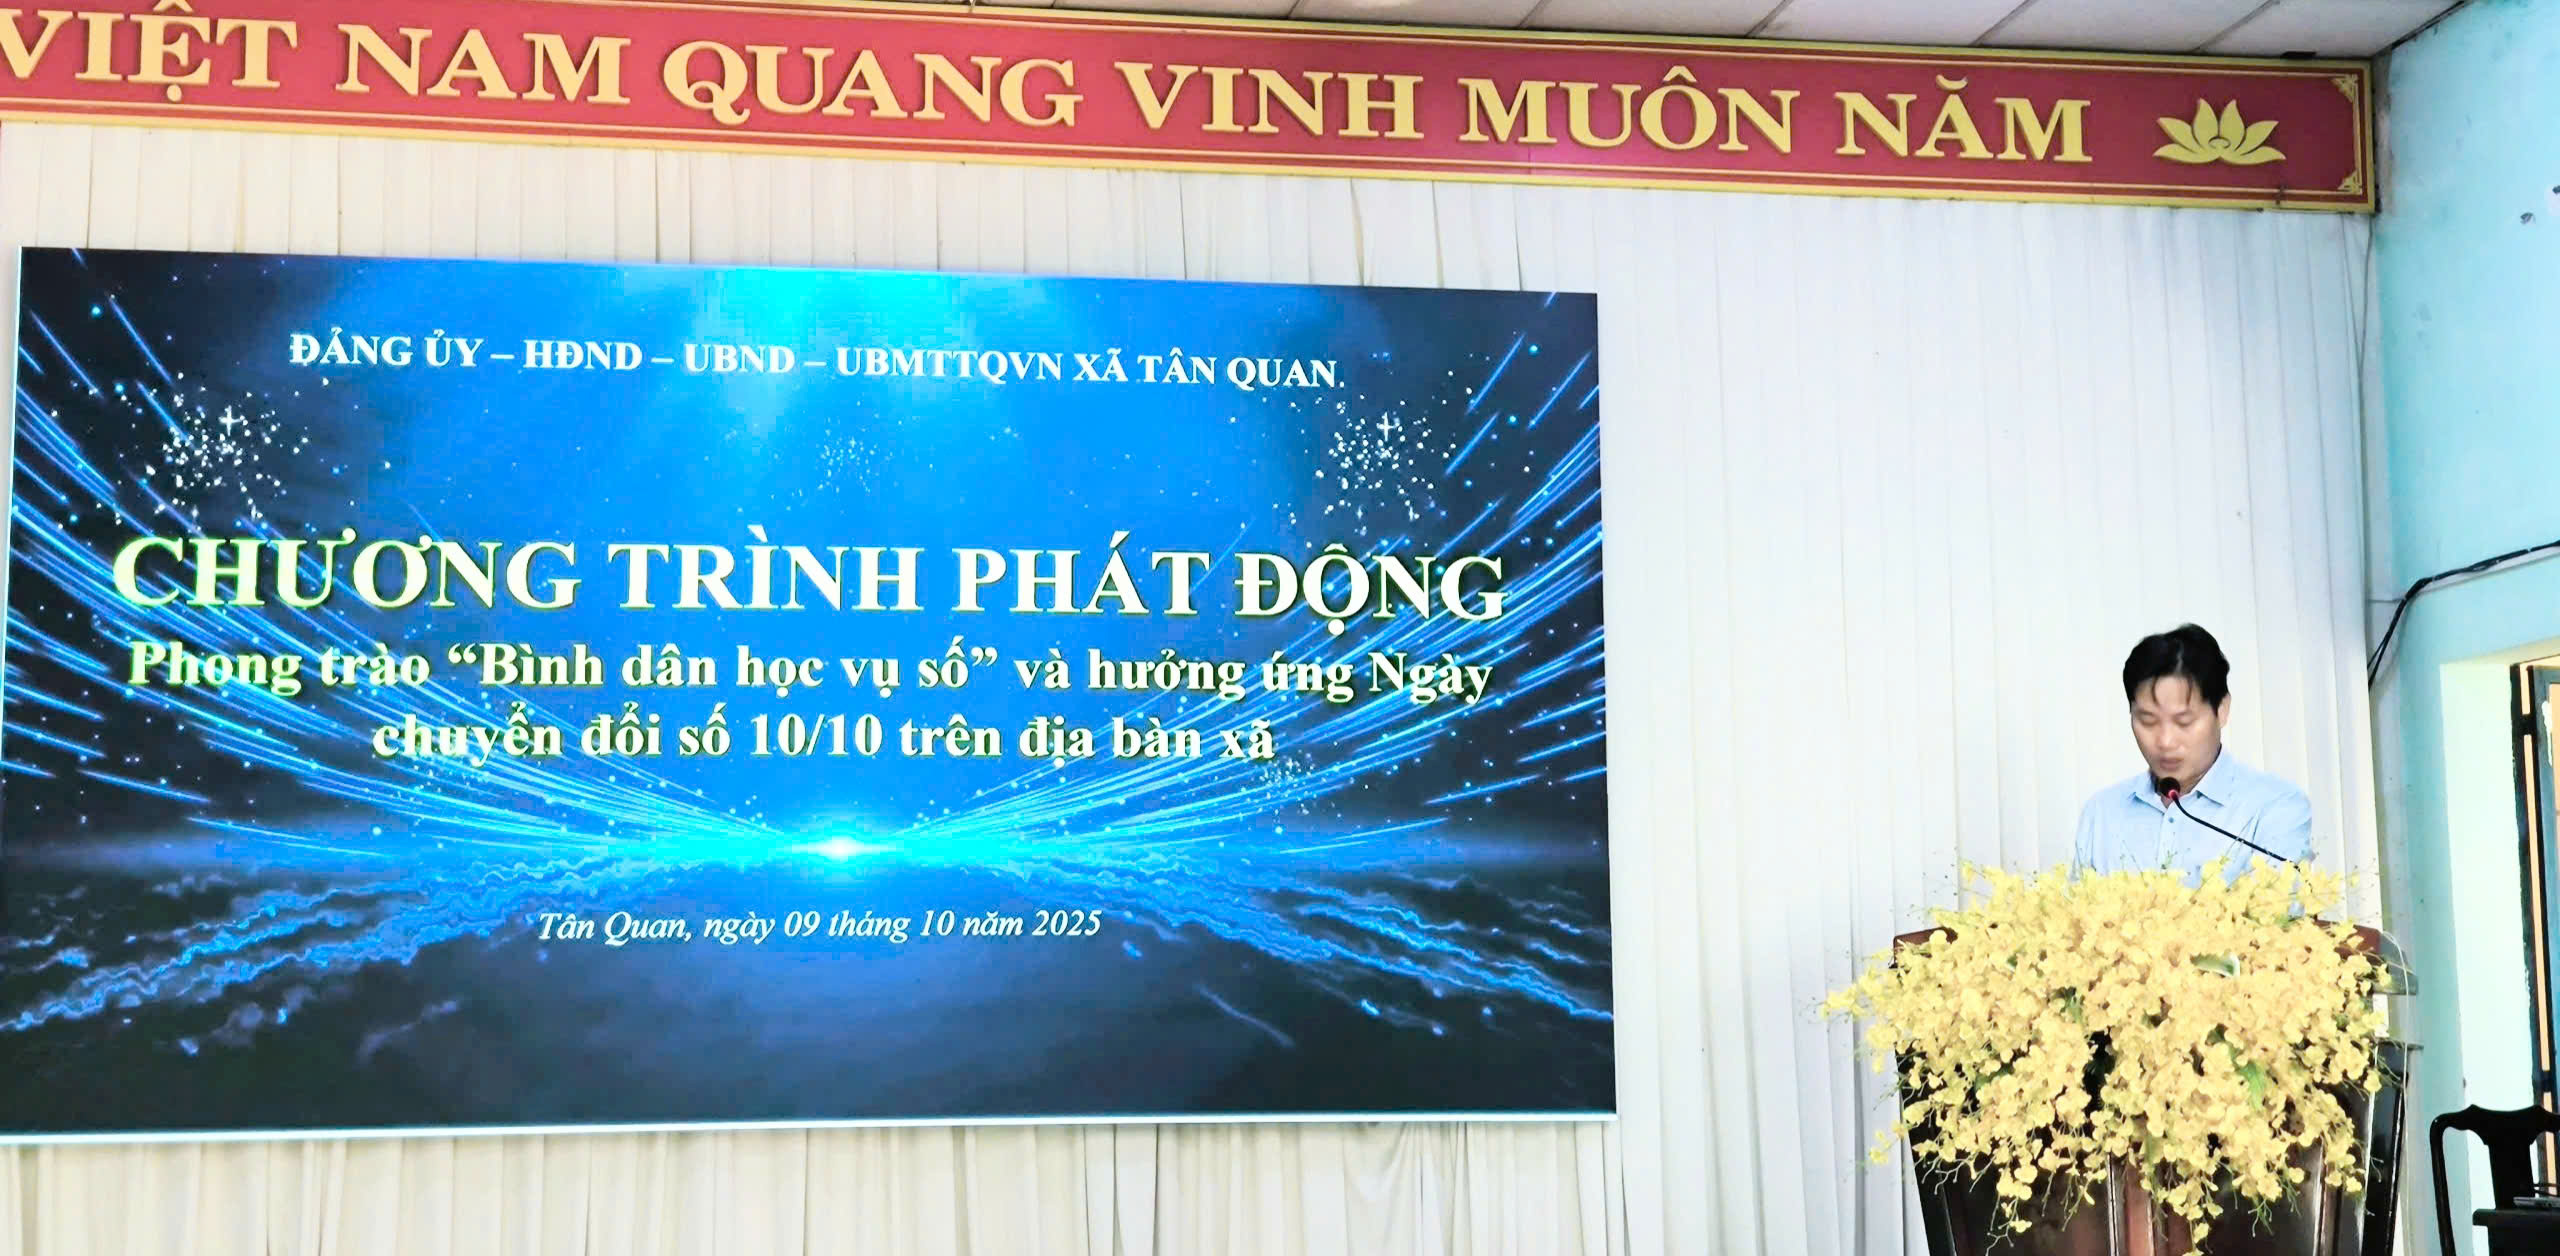 VIỆT NAM QUANG VINH MUÔN NĂM
ĐẢNG ỦY – HĐND – UBND – UBMTTQVN XÃ TÂN QUAN.
CHƯƠNG TRÌNH PHÁT ĐỘNG
Phong trào “Bình dân học vụ số” và hưởng ứng Ngày
chuyển đổi số 10/10 trên địa bàn xã
Tân Quan, ngày 09 tháng 10 năm 2025